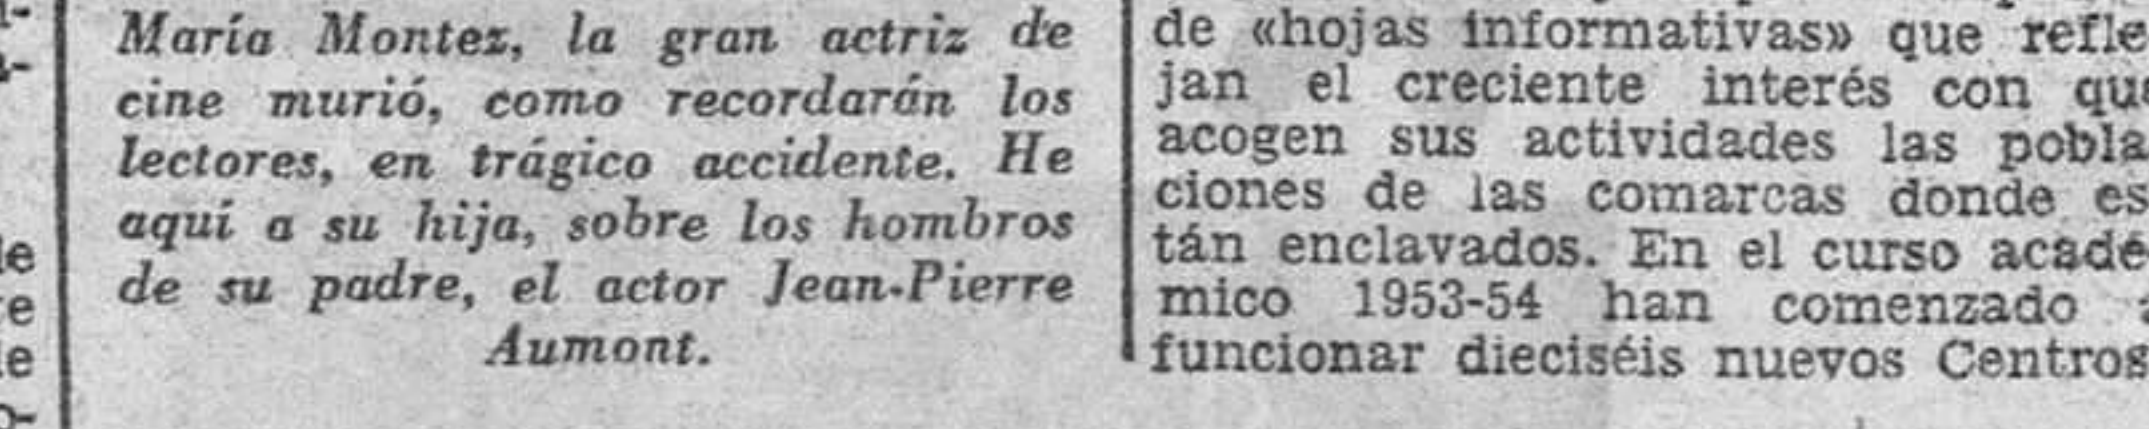 María Montez, la gran actriz de
cine murió, como recordarán los
lectores, en trágico accidente. He
aquí a su hija, sobre los hombros
de su padre, el actor Jean-Pierre
Aumont.
de «hojas informativas» que refle
jan el creciente interés con que
acogen sus actividades las pobla
ciones de las comarcas donde es
tán enclavados. En el curso acadé
mico 1953-54 han comenzado
funcionar dieciséis nuevos Centros